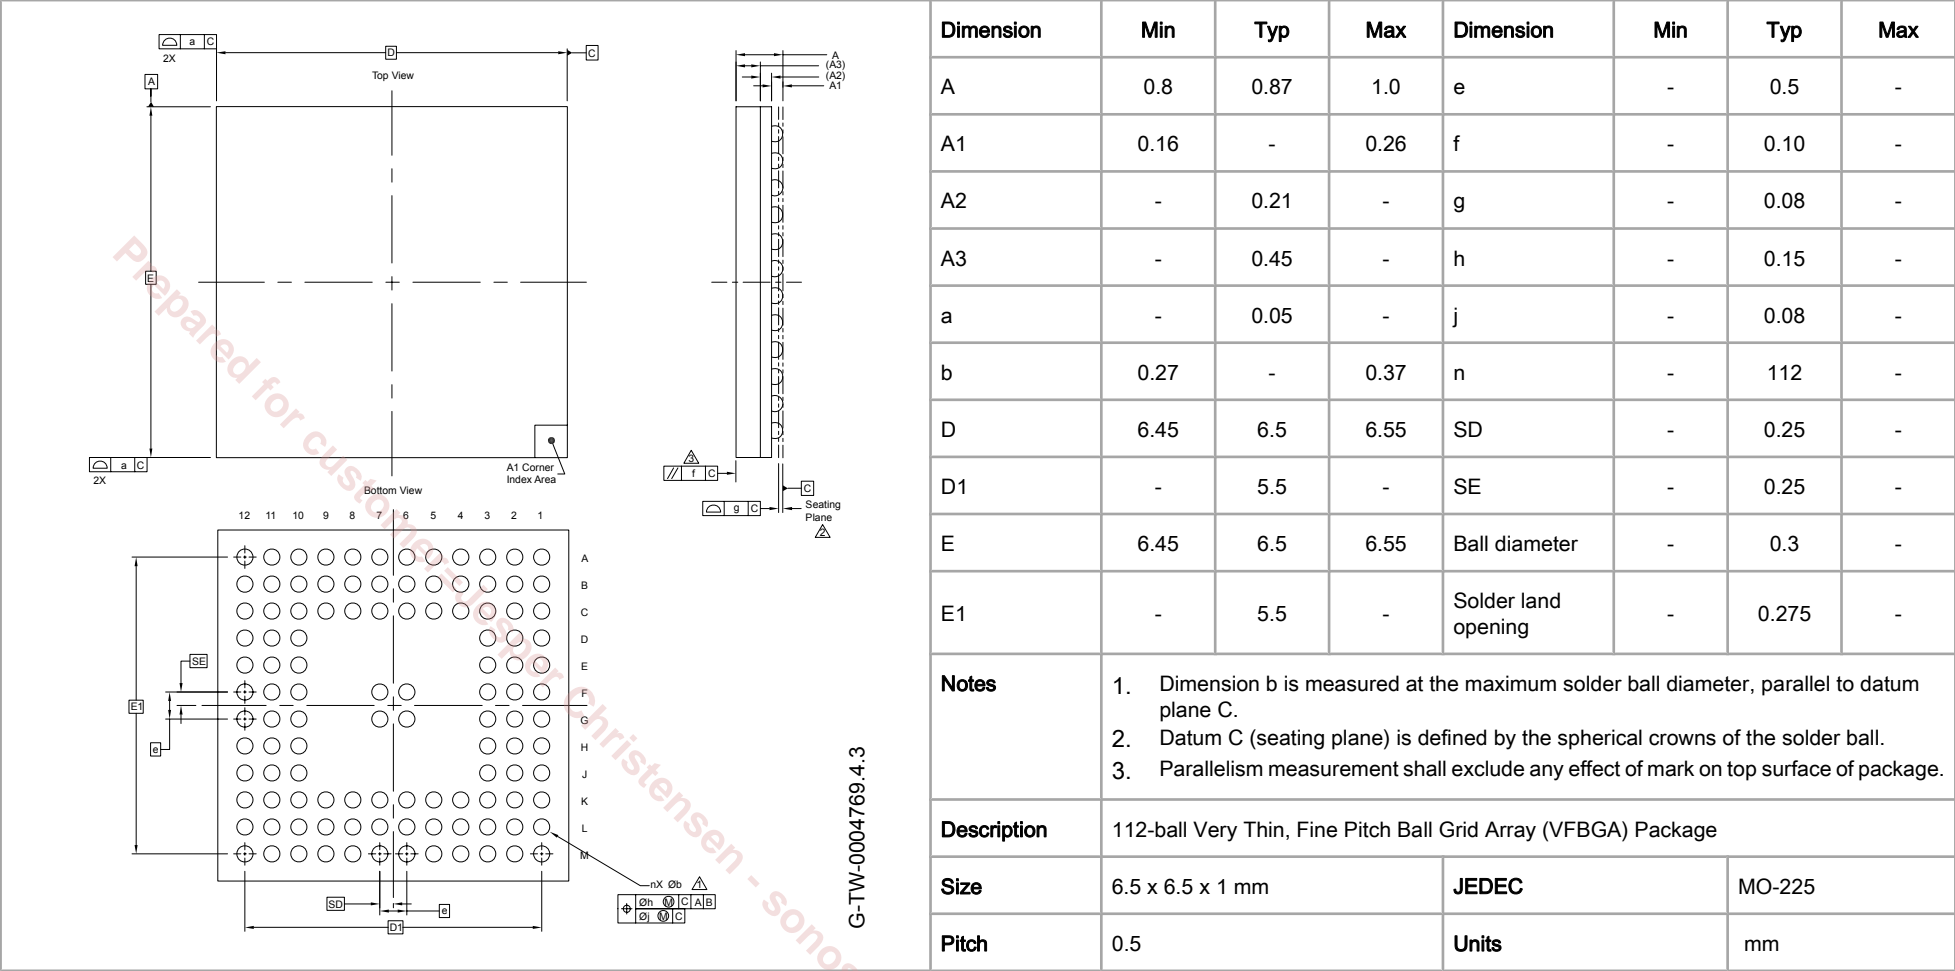 a C
2X
D
C
Top View
A
E
A1 Corner
Index Area
a C
2X
A
(A3)
(A2)
A1
3
f C
g C
C
Seating
Plane
2
Bottom View
12 11 10 9 8 7 6 5 4 3 2 1
A
B
C
D
E
F
G
H
J
K
L
M
SE
E1
e
SD
e
D1
nX Øb 1
Øh M C A B
Øj M C
G-TW-0004769.4.3
Dimension Min Typ Max Dimension Min Typ Max
A 0.8 0.87 1.0 e - 0.5 -
A1 0.16 - 0.26 f - 0.10 -
A2 - 0.21 - g - 0.08 -
A3 - 0.45 - h - 0.15 -
a - 0.05 - j - 0.08 -
b 0.27 - 0.37 n - 112 -
D 6.45 6.5 6.55 SD - 0.25 -
D1 - 5.5 - SE - 0.25 -
E 6.45 6.5 6.55 Ball diameter - 0.3 -
E1 - 5.5 - Solder land
opening - 0.275 -
Notes 1. Dimension b is measured at the maximum solder ball diameter, parallel to datum
plane C.
2. Datum C (seating plane) is defined by the spherical crowns of the solder ball.
3. Parallelism measurement shall exclude any effect of mark on top surface of package.
Description 112-ball Very Thin, Fine Pitch Ball Grid Array (VFBGA) Package
Size 6.5 x 6.5 x 1 mm JEDEC MO-225
Pitch 0.5 Units mm
Prepared for customer - Jesper Christensen - sonos